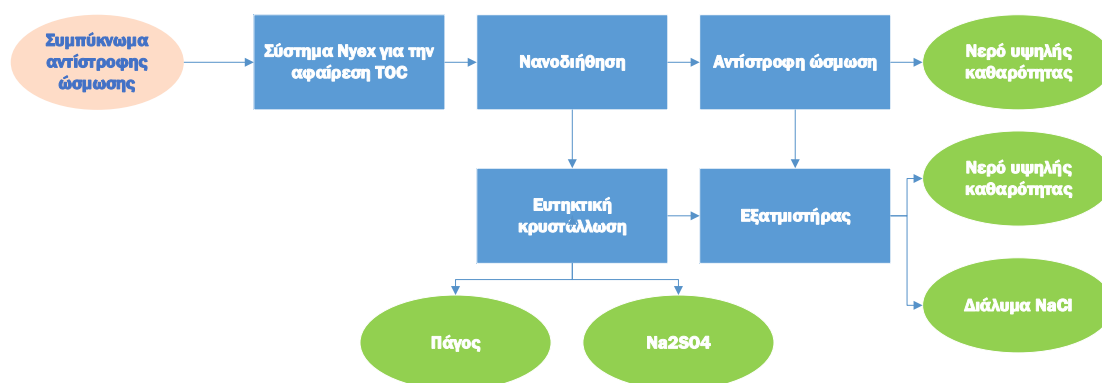 Συμπύκνωμα
αντίστροφης
ώσμωσης
Σύστημα Nyex για την
αφαίρεση TOC
Νανοδιήθηση
Αντίστροφη ώσμωση
Νερό υψηλής
καθαρότητας
Ευτηκτική
κρυστάλλωση
Εξατμιστήρας
Νερό υψηλής
καθαρότητας
Διάλυμα NaCl
Πάγος
Na2SO4